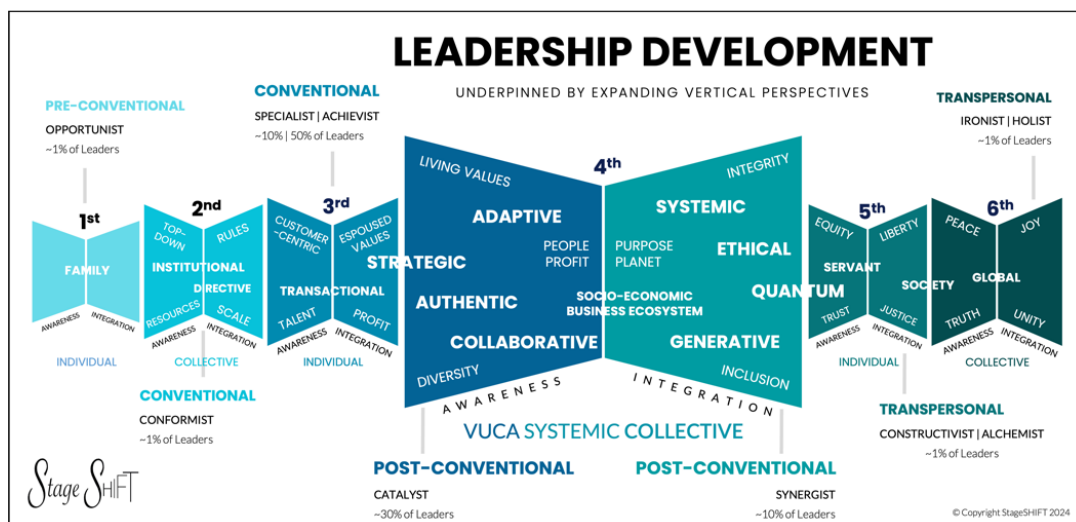 LEADERSHIP DEVELOPMENT
UNDERPINNED BY EXPANDING VERTICAL PERSPECTIVES
PRE-CONVENTIONAL
OPPORTUNIST
~1% of Leaders
CONVENTIONAL
SPECIALIST | ACHIEVIST
~10% | 50% of Leaders
TRANSPERSONAL
IRONIST | HOLIST
~1% of Leaders
1st
FAMILY
AWARENESS
INTEGRATION
INDIVIDUAL
2nd
TOP-
DOWN
RULES
INSTITUTIONAL
DIRECTIVE
RESOURCES
SCALE
AWARENESS
INTEGRATION
COLLECTIVE
3rd
CUSTOMER
-CENTRIC
ESPOUSED
VALUES
STRATEGIC
TRANSACTIONAL
TALENT
PROFIT
AWARENESS
INTEGRATION
INDIVIDUAL
4th
LIVING VALUES
INTEGRITY
ADAPTIVE
SYSTEMIC
PEOPLE
PROFIT
PURPOSE
PLANET
ETHICAL
AUTHENTIC
QUANTUM
SOCIO-ECONOMIC
BUSINESS ECOSYSTEM
COLLABORATIVE
GENERATIVE
DIVERSITY
INCLUSION
AWARENESS
INTEGRATION
VUCA SYSTEMIC COLLECTIVE
5th
EQUITY
LIBERTY
SERVANT
SOCIETY
TRUST
JUSTICE
AWARENESS
INTEGRATION
INDIVIDUAL
6th
PEACE
JOY
GLOBAL
TRUTH
UNITY
AWARENESS
INTEGRATION
COLLECTIVE
CONVENTIONAL
CONFORMIST
~1% of Leaders
POST-CONVENTIONAL
CATALYST
~30% of Leaders
POST-CONVENTIONAL
SYNERGIST
~10% of Leaders
TRANSPERSONAL
CONSTRUCTIVIST | ALCHEMIST
~1% of Leaders
Stage SHIFT
© Copyright StageSHIFT 2024